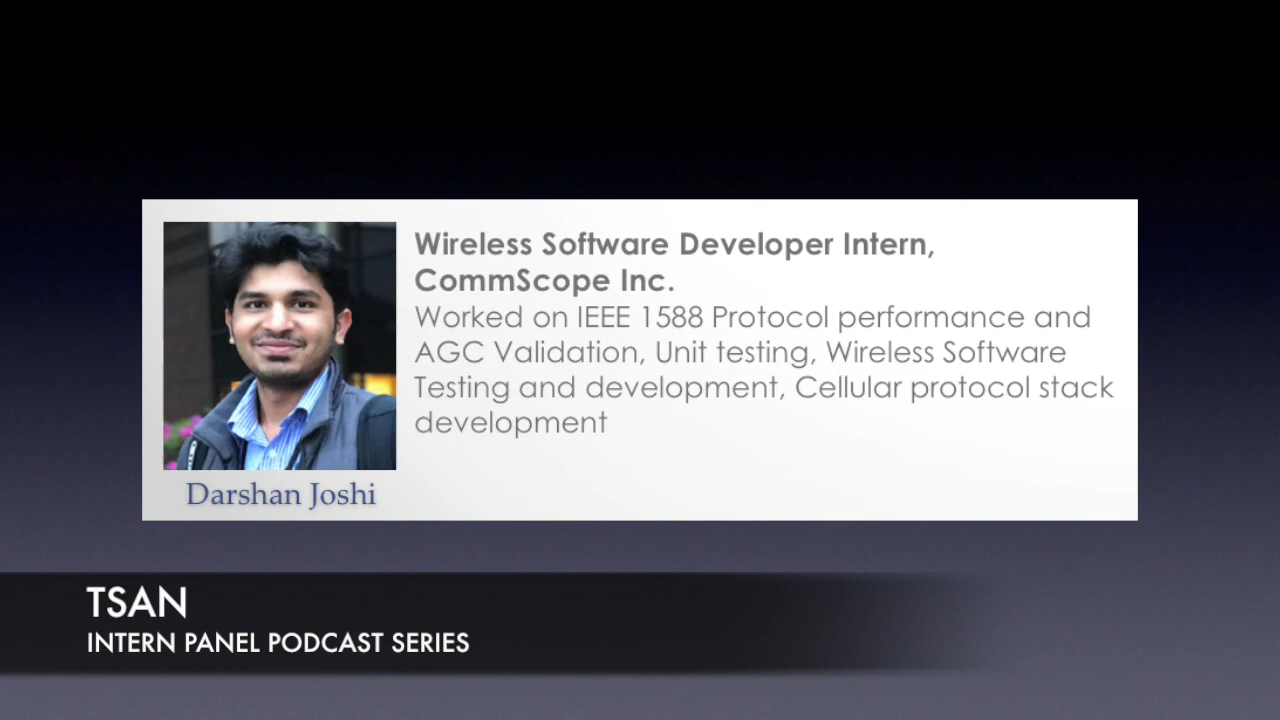 Wireless Software Developer Intern,
CommScope Inc.
Worked on IEEE 1588 Protocol performance and
AGC Validation, Unit testing, Wireless Software
Testing and development, Cellular protocol stack
development
Darshan Joshi
TSAN
INTERN PANEL PODCAST SERIES